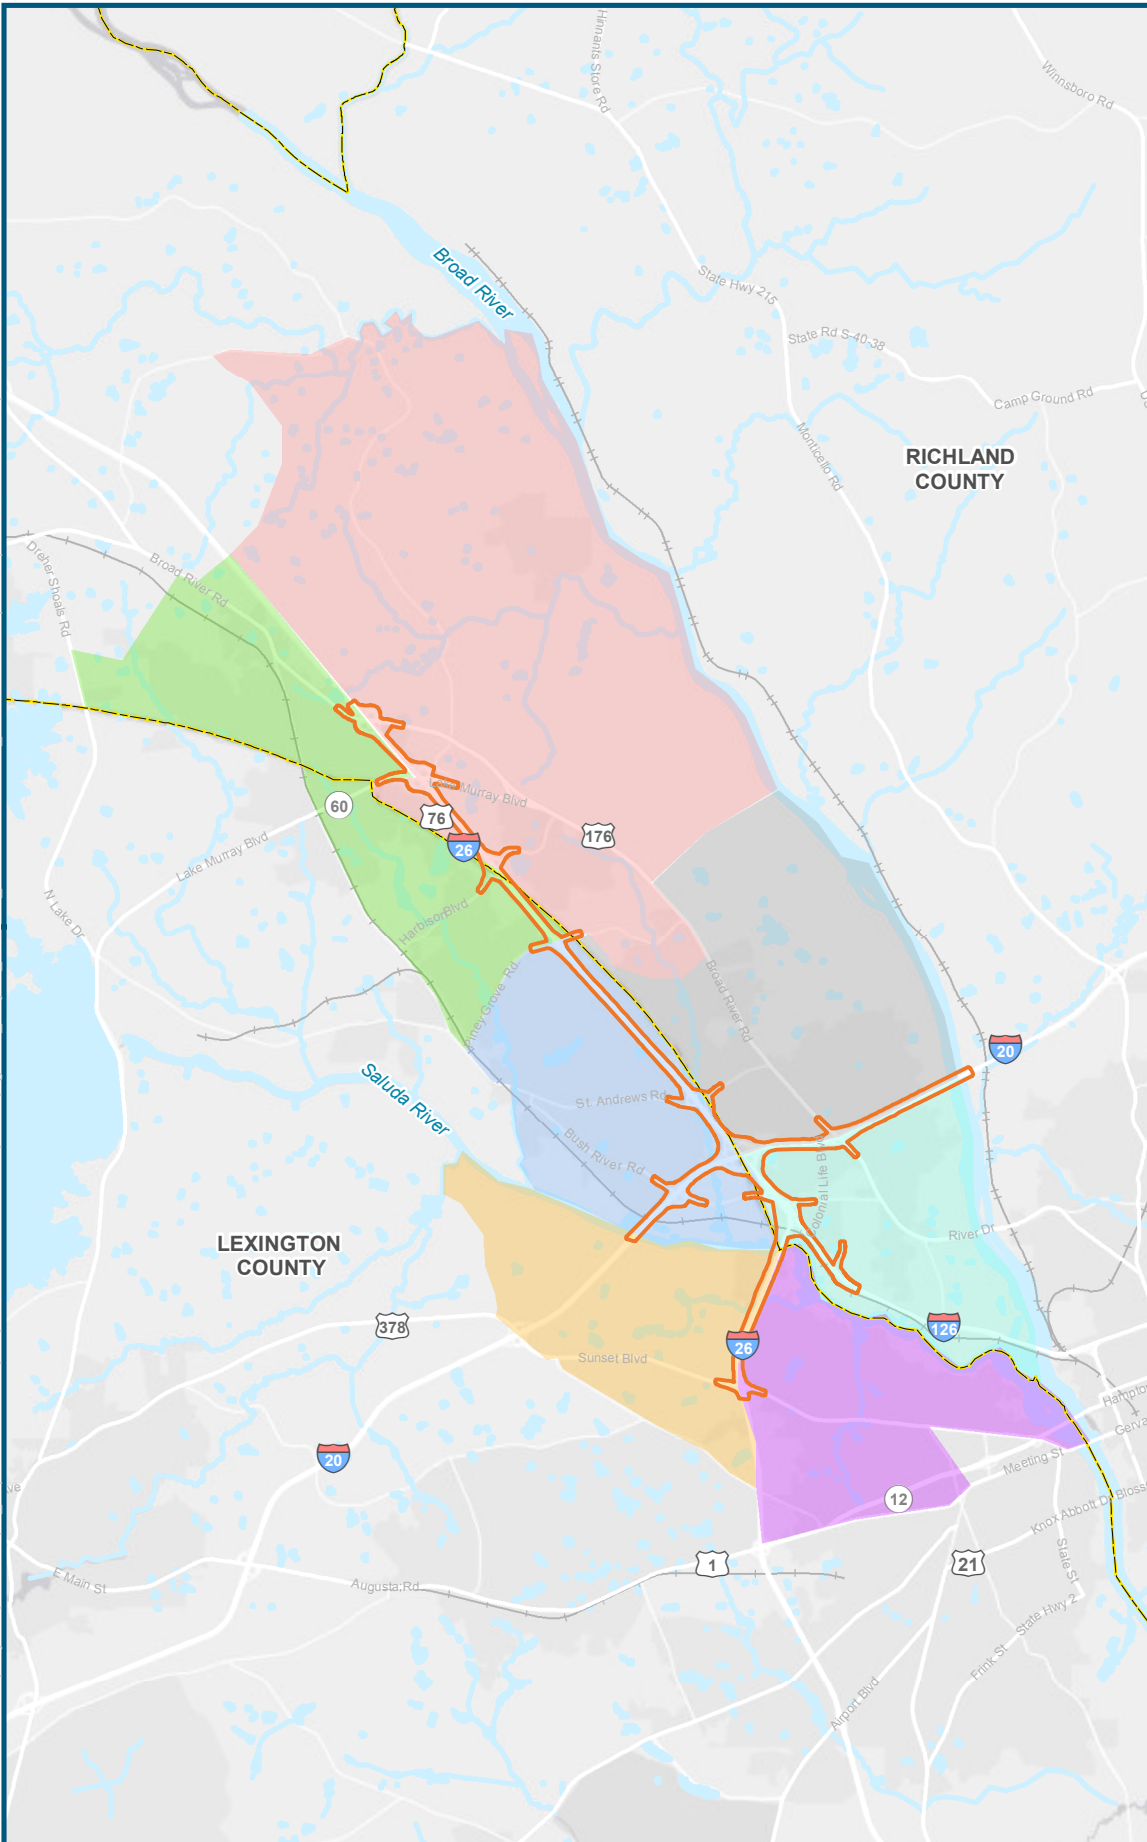 Hinnants Store Rd
Winnsboro Rd
Broad River
State Hwy 215
State Rd S-40-38
Camp Ground Rd
Monticello Rd
RICHLAND
COUNTY
Dreher Shoals Rd
Broad River Rd
Lake Murray Blvd
60
76
26
176
Lake Murray Blvd
N Lake Dr
Harbison Blvd
Piney Grove Rd
Broad River Rd
20
Saluda River
St. Andrews Rd
Bush River Rd
Colonial Life Blvd
River Dr
LEXINGTON
COUNTY
378
126
26
Sunset Blvd
20
Meeting St
12
Knox Abbott Dr
State St
E Main St
Augusta Rd
1
21
State Hwy 2
Frink St
Airport Blvd